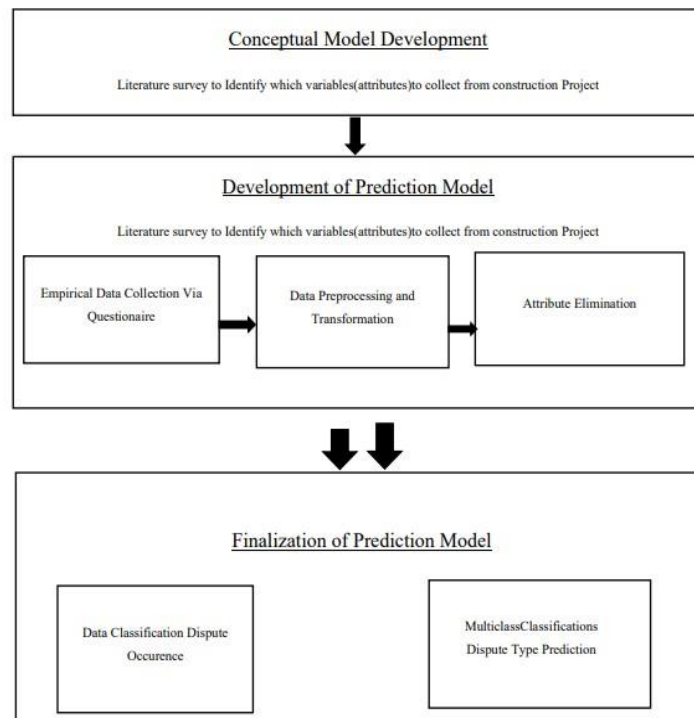 Conceptual Model Development
Literature survey to Identify which variables(attributes)to collect from construction Project
Development of Prediction Model
Literature survey to Identify which variables(attributes)to collect from construction Project
Empirical Data Collection Via
Questionaire
Data Preprocessing and
Transformation
Attribute Elimination
Finalization of Prediction Model
Data Classification Dispute
Occurence
MulticlassClassifications
Dispute Type Prediction